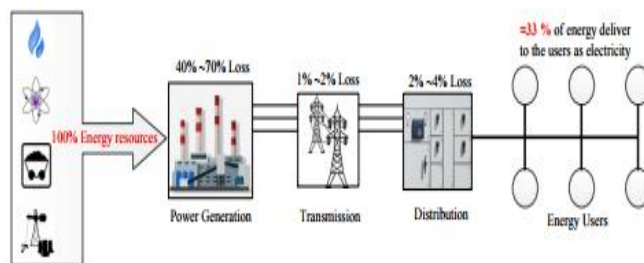 ≈33 % of energy deliver
to the users as electricity
40% ~70% Loss
1% ~2% Loss
2% ~4% Loss
100% Energy resources
Power Generation
Transmission
Distribution
Energy Users